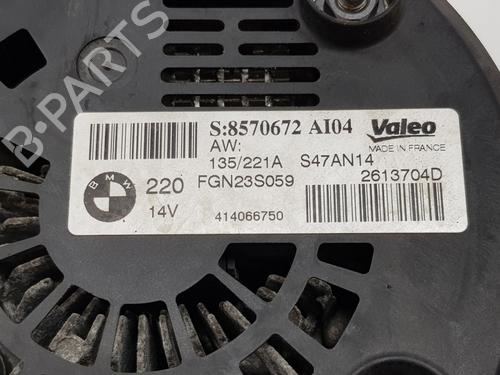 B-PARTS
S:8570672 AI04 Valeo
AW: MADE IN FRANCE
135/221A S47AN14
BMW 220 FGN23S059 2613704D
14V 414066750